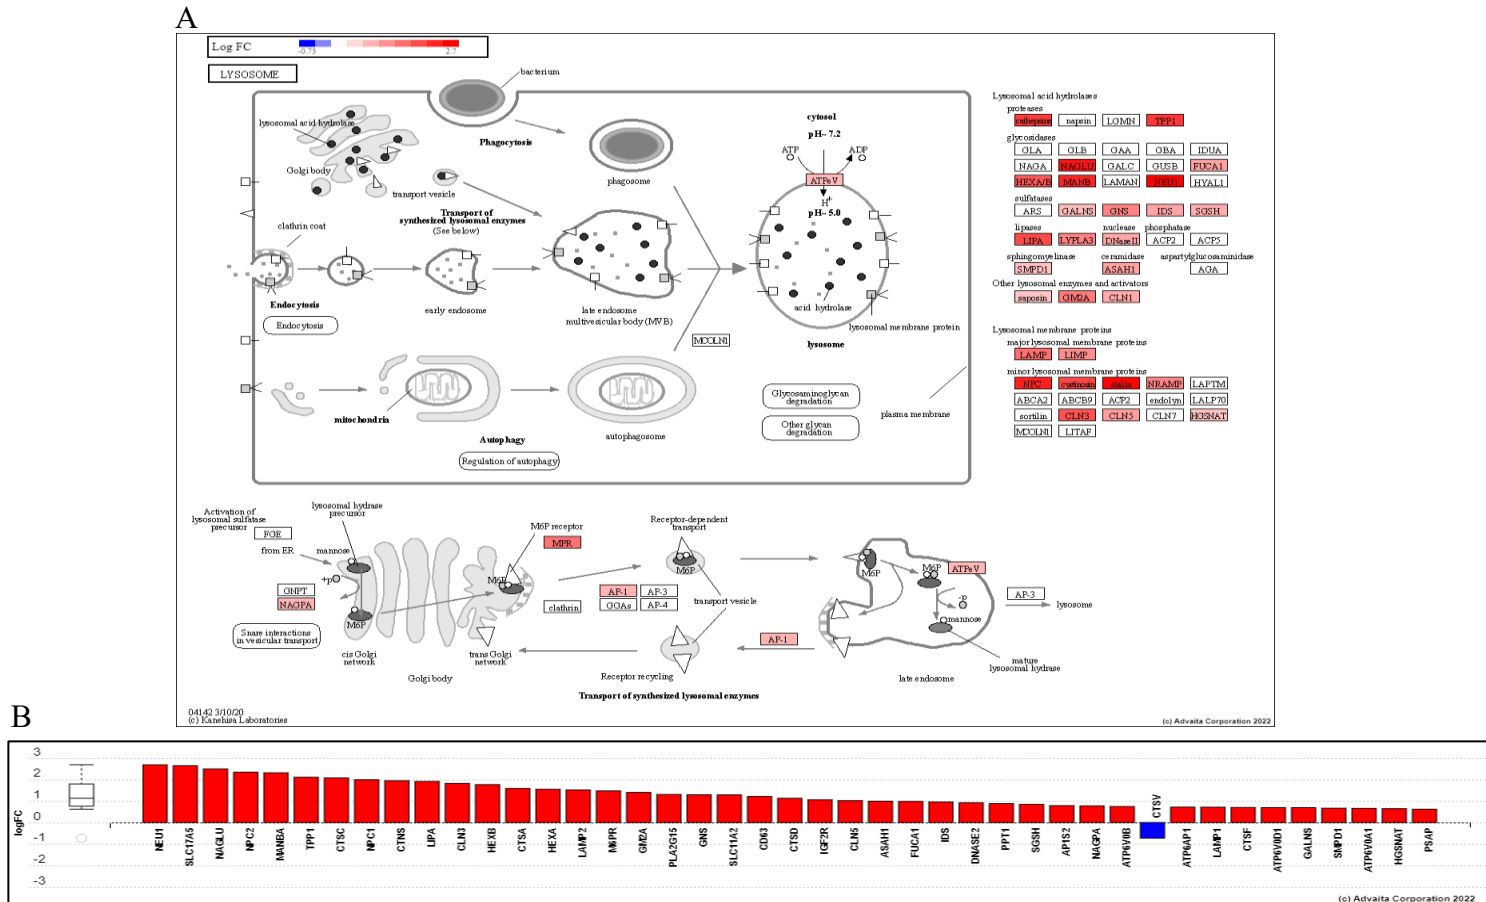 A
Log FC
-0.73
2.7
LYSOSOME
bacterium
lysosomal acid hydrolase
Phagocytosis
Golgi body
transport vesicle
phagosome
Transport of
synthesized lysosomal enzymes
(See below)
clathrin coat
cytosol
pH~ 7.2
ATP
ADP
ATPeV
H+
pH~ 5.0
Endocytosis
Endocytosis
early endosome
late endosome
multivesicular body (MVB)
acid hydrolase
lysosomal membrane protein
lysosome
MCOLN1
mitochondria
Autophagy
Regulation of autophagy
autophagosome
Glycosaminoglycan
degradation
Other glycan
degradation
plasma membrane
Lysosomal acid hydrolases
proteases
cathepsins napsin LGMN TPP1
glycosidases
GLA GLB GAA GBA IDUA
NAGA NAGLU GALC GUSB FUCA1
HEXA/B MANB LAMAN NEU1 HYAL1
sulfatases
ARS GALNS GNS IDS SGSH
lipases nuclease phosphatase
LIPA LYPLA3 DNaseII ACP2 ACP5
sphingomyelinase ceramidase aspartylglucosaminidase
SMPD1 ASAH1 AGA
Other lysosomal enzymes and activators
saposin GM2A CLN1
Lysosomal membrane proteins
major lysosomal membrane proteins
LAMP LIMP
minor lysosomal membrane proteins
NPC cystinosin sialin NRAMP LAPTM
ABCA2 ABCB9 ACP2 endolyn LALP70
sortilin CLN3 CLN5 CLN7 HGSNAT
MCOLN1 LITAF
Activation of
lysosomal sulfatase
precursor
FGE
lysosomal hydrase
precursor
from ER
mannose
+p
GNPT
NAGPA
M6P
Snare interactions
in vesicular transport
cis Golgi
network
Golgi body
trans Golgi
network
M6P receptor
MPR
M6P
clathrin
AP-1 AP-3
GGAs AP-4
Receptor-dependent
transport
M6P
transport vesicle
Receptor recycling
AP-1
M6P
M6P
ATPeV
-p
mannose
AP-3
lysosome
mature
lysosomal hydrase
late endosome
Transport of synthesized lysosomal enzymes
04142 3/10/20
(c) Kanehisa Laboratories
(c) Advaita Corporation 2022
B
logFC
3
2
1
0
-1
-2
-3
NEU1
SLC17A5
NAGLU
NPC2
MANBA
TPP1
CTSC
NPC1
CTNS
LIPA
CLN3
HEXB
CTSA
HEXA
LAMP2
M6PR
GM2A
PLA2G15
GNS
SLC11A2
CD63
CTSD
IGF2R
CLN5
ASAH1
FUCA1
IDS
DNASE2
PPT1
SGSH
AP1S2
NAGPA
ATP6V0B
CTSV
ATP6AP1
LAMP1
CTSF
ATP6V0D1
GALNS
SMPD1
ATP6V0A1
HGSNAT
PSAP
(c) Advaita Corporation 2022